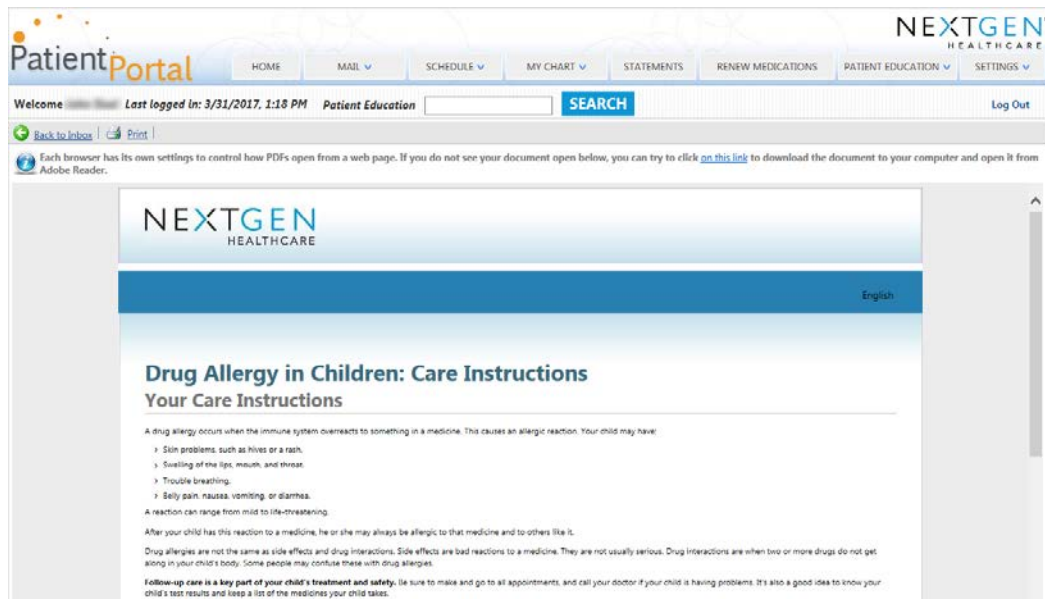 NEXTGEN
HEALTHCARE
PatientPortal
HOME MAIL SCHEDULE MY CHART STATEMENTS RENEW MEDICATIONS PATIENT EDUCATION SETTINGS
Welcome Last logged in: 3/31/2017, 1:18 PM Patient Education SEARCH Log Out
Back to Inbox | Print |
Each browser has its own settings to control how PDFs open from a web page. If you do not see your document open below, you can try to click on this link to download the document to your computer and open it from
Adobe Reader.
NEXTGEN
HEALTHCARE
English
Drug Allergy in Children: Care Instructions
Your Care Instructions
A drug allergy occurs when the immune system overreacts to something in a medicine. This causes an allergic reaction. Your child may have:
Skin problems, such as hives or a rash.
Swelling of the lips, mouth, and throat.
Trouble breathing.
Belly pain, nausea, vomiting, or diarrhea.
A reaction can range from mild to life-threatening.
After your child has this reaction to a medicine, he or she may always be allergic to that medicine and to others like it.
Drug allergies are not the same as side effects and drug interactions. Side effects are bad reactions to a medicine. They are not usually serious. Drug interactions are when two or more drugs do not get
along in your child's body. Some people may confuse these with drug allergies.
Follow-up care is a key part of your child's treatment and safety. Be sure to make and go to all appointments, and call your doctor if your child is having problems. It's also a good idea to know your
child's test results and keep a list of the medicines your child takes.